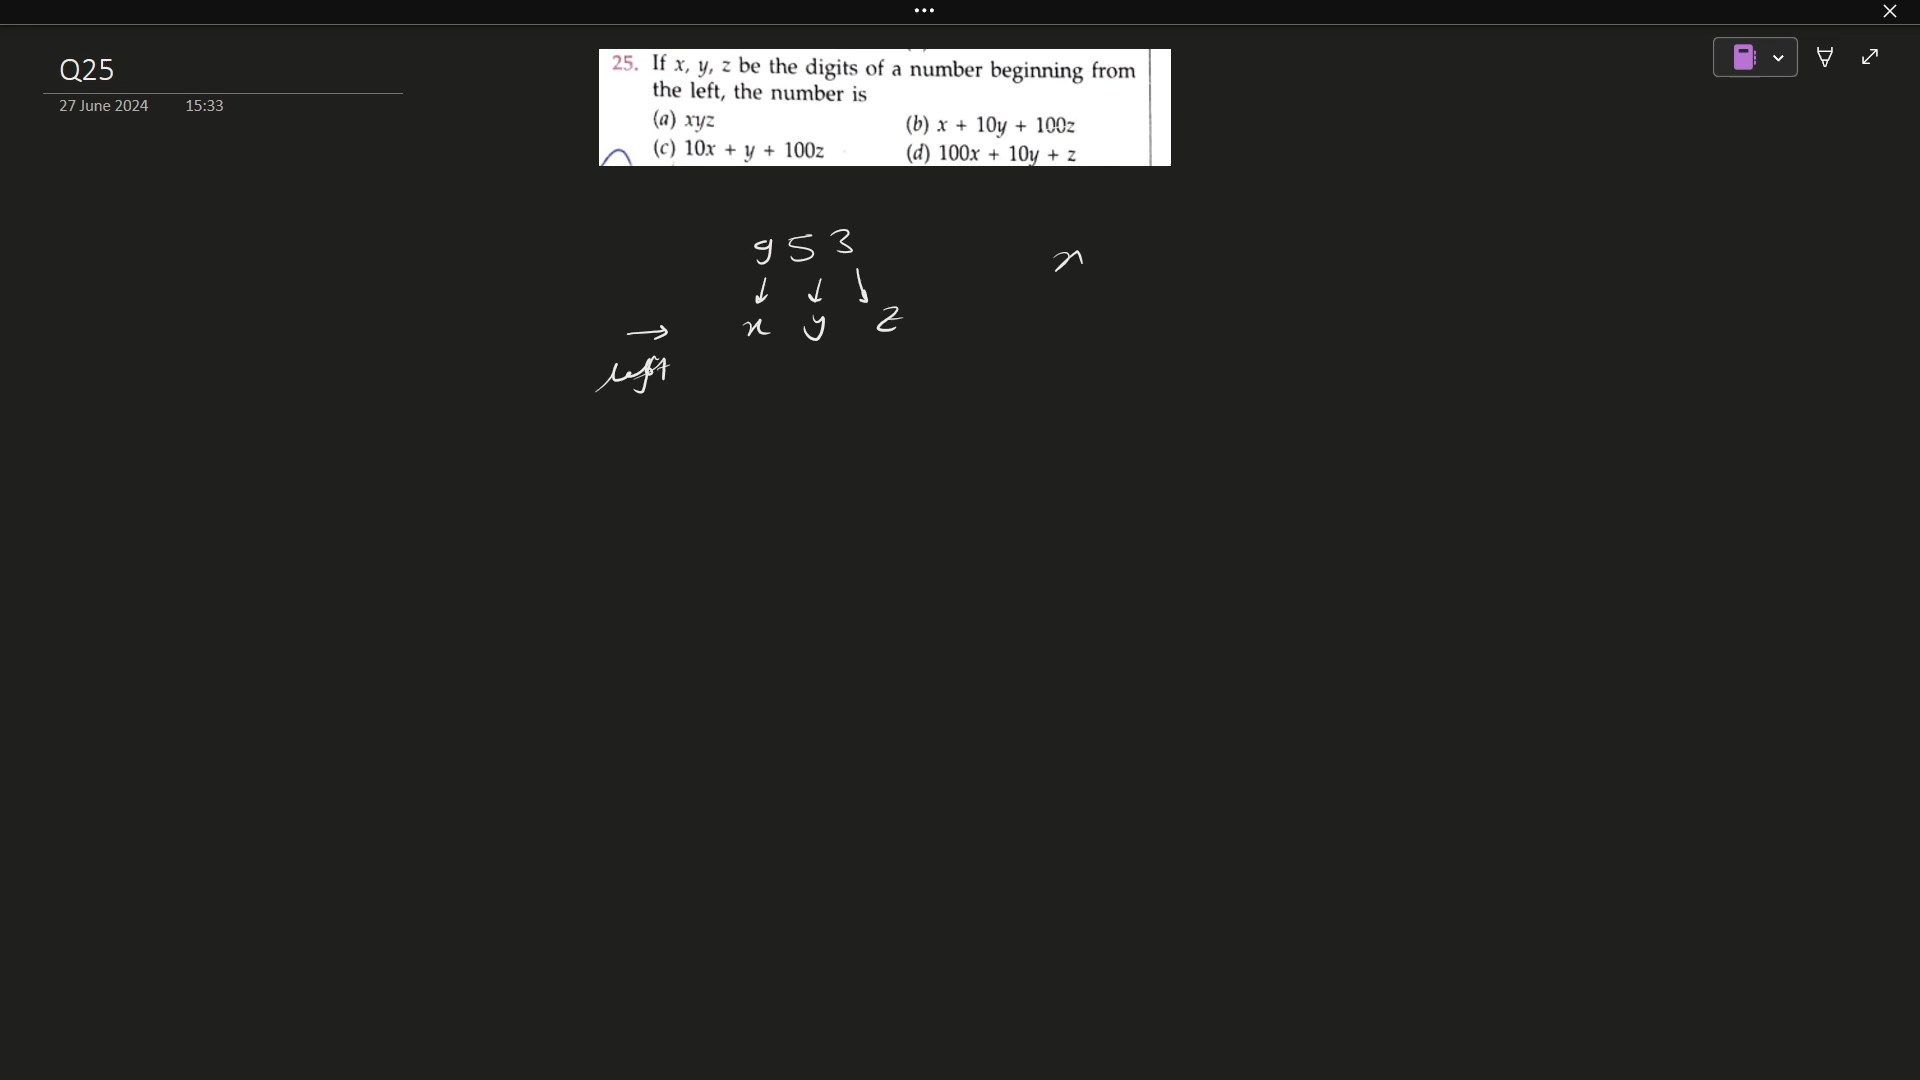 Q25
27 June 2024 15:33
25. If x, y, z be the digits of a number beginning from
the left, the number is
(a) xyz (b) x + 10y + 100z
(c) 10x + y + 100z (d) 100x + 10y + z
9 5 3 x
↓ ↓ ↓
→ x y z
left